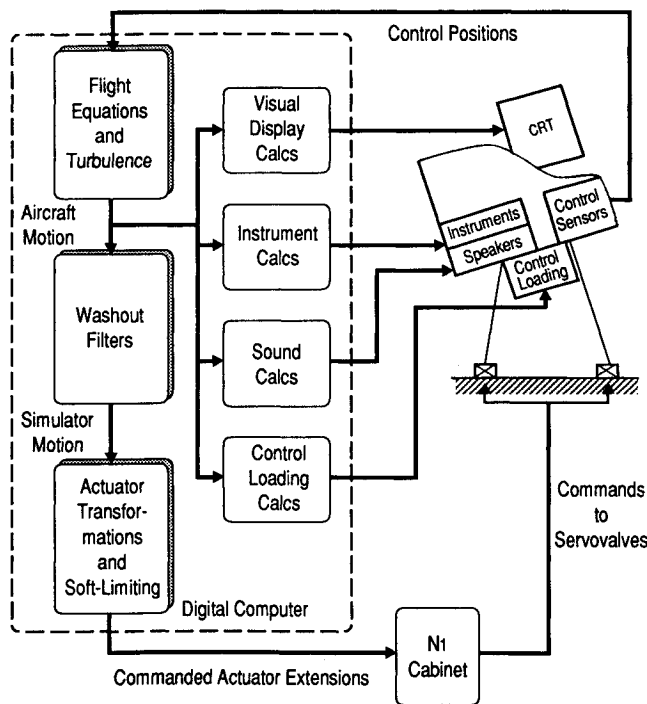 Control Positions
Flight
Equations
and
Turbulence
Visual
Display
Calcs
CRT
Aircraft
Motion
Instrument
Calcs
Instruments
Speakers
Control
Sensors
Control
Loading
Washout
Filters
Sound
Calcs
Simulator
Motion
Control
Loading
Calcs
Actuator
Transfor-
mations
and
Soft-Limiting
Commands
to
Servovalves
Digital Computer
N1
Cabinet
Commanded Actuator Extensions